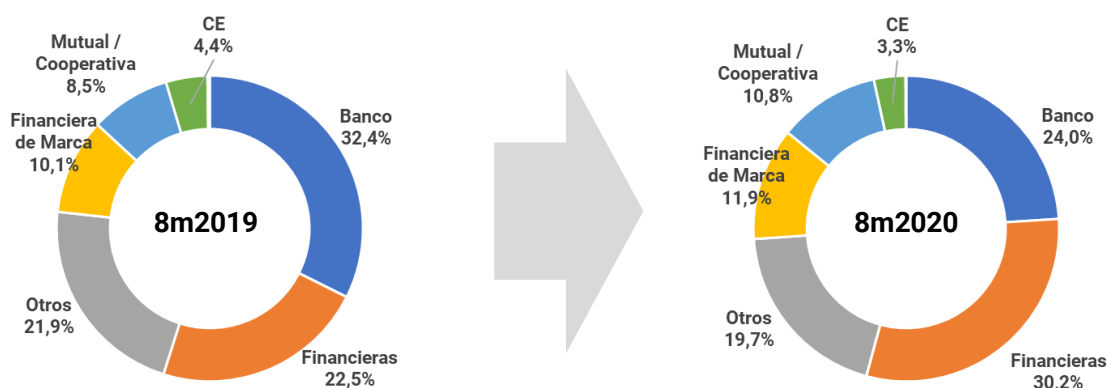 CE
4,4%
Mutual /
Cooperativa
8,5%
Financiera
de Marca
10,1%
Banco
32,4%
8m2019
Otros
21,9%
Financieras
22,5%
CE
3,3%
Mutual /
Cooperativa
10,8%
Financiera
de Marca
11,9%
Banco
24,0%
8m2020
Otros
19,7%
Financieras
30,2%